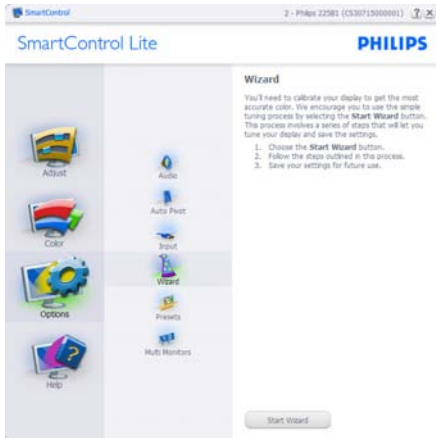 SmartControl
2 - Philips 225B1 (CS30715000001)
SmartControl Lite
PHILIPS
Adjust
Color
Options
Help
Audio
Auto Pivot
Input
Wizard
Presets
Multi Monitors
Wizard
You'll need to calibrate your display to get the most
accurate color. We encourage you to use the simple
tuning process by selecting the Start Wizard button.
This process involves a series of steps that will let you
tune your display and save the settings.
1. Choose the Start Wizard button.
2. Follow the steps outlined in this process.
3. Save your settings for future use.
Start Wizard